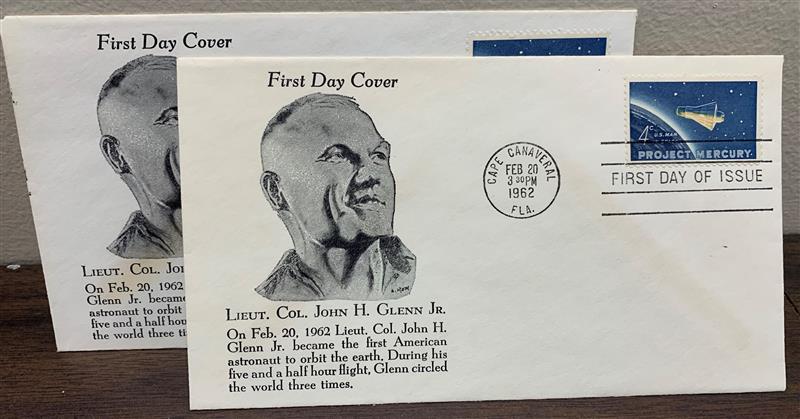 First Day Cover
LIEUT. COL. JOH
On Feb. 20, 1962
Glenn Jr. became
astronaut to orbit
five and a half hour
the world three tim
First Day Cover
LIEUT. COL. JOHN H. GLENN JR.
On Feb. 20, 1962 Lieut. Col. John H.
Glenn Jr. became the first American
astronaut to orbit the earth. During his
five and a half hour flight, Glenn circled
the world three times.
CAPE CANAVERAL
FEB 20
3 30 PM
1962
FLA.
4c
U.S. MAN
PROJECT MERCURY
FIRST DAY OF ISSUE